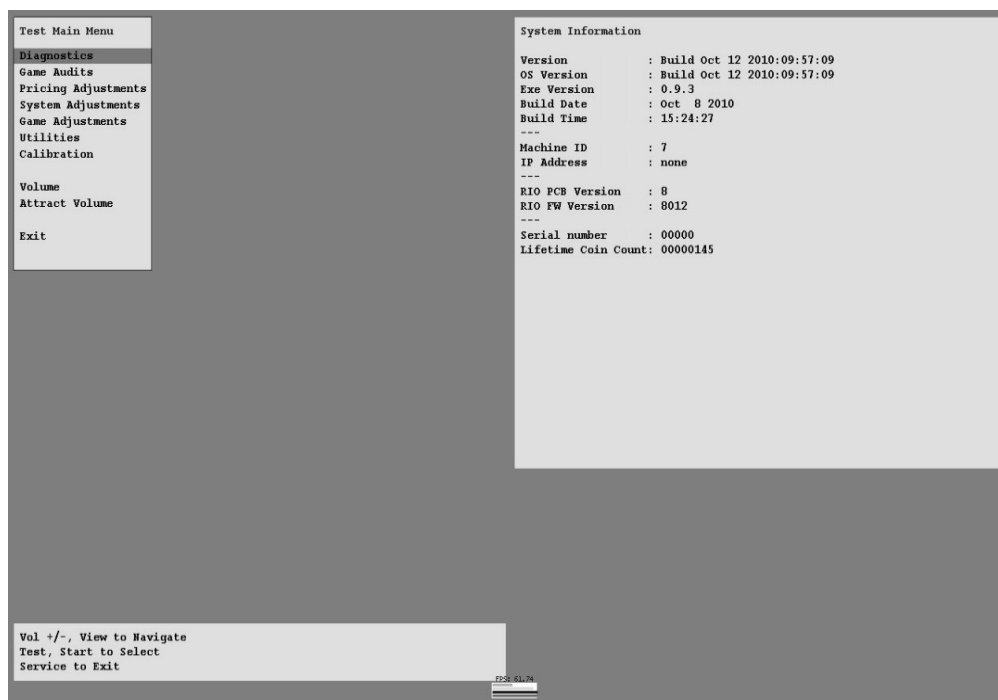 Test Main Menu
Diagnostics
Game Audits
Pricing Adjustments
System Adjustments
Game Adjustments
Utilities
Calibration
Volume
Attract Volume
Exit
System Information
Version : Build Oct 12 2010:09:57:09
OS Version : Build Oct 12 2010:09:57:09
Exe Version : 0.9.3
Build Date : Oct 8 2010
Build Time : 15:24:27
---
Machine ID : 7
IP Address : none
---
RIO PCB Version : 8
RIO FW Version : 8012
---
Serial number : 00000
Lifetime Coin Count: 00000145
Vol +/-, View to Navigate
Test, Start to Select
Service to Exit
FPS: 61.74